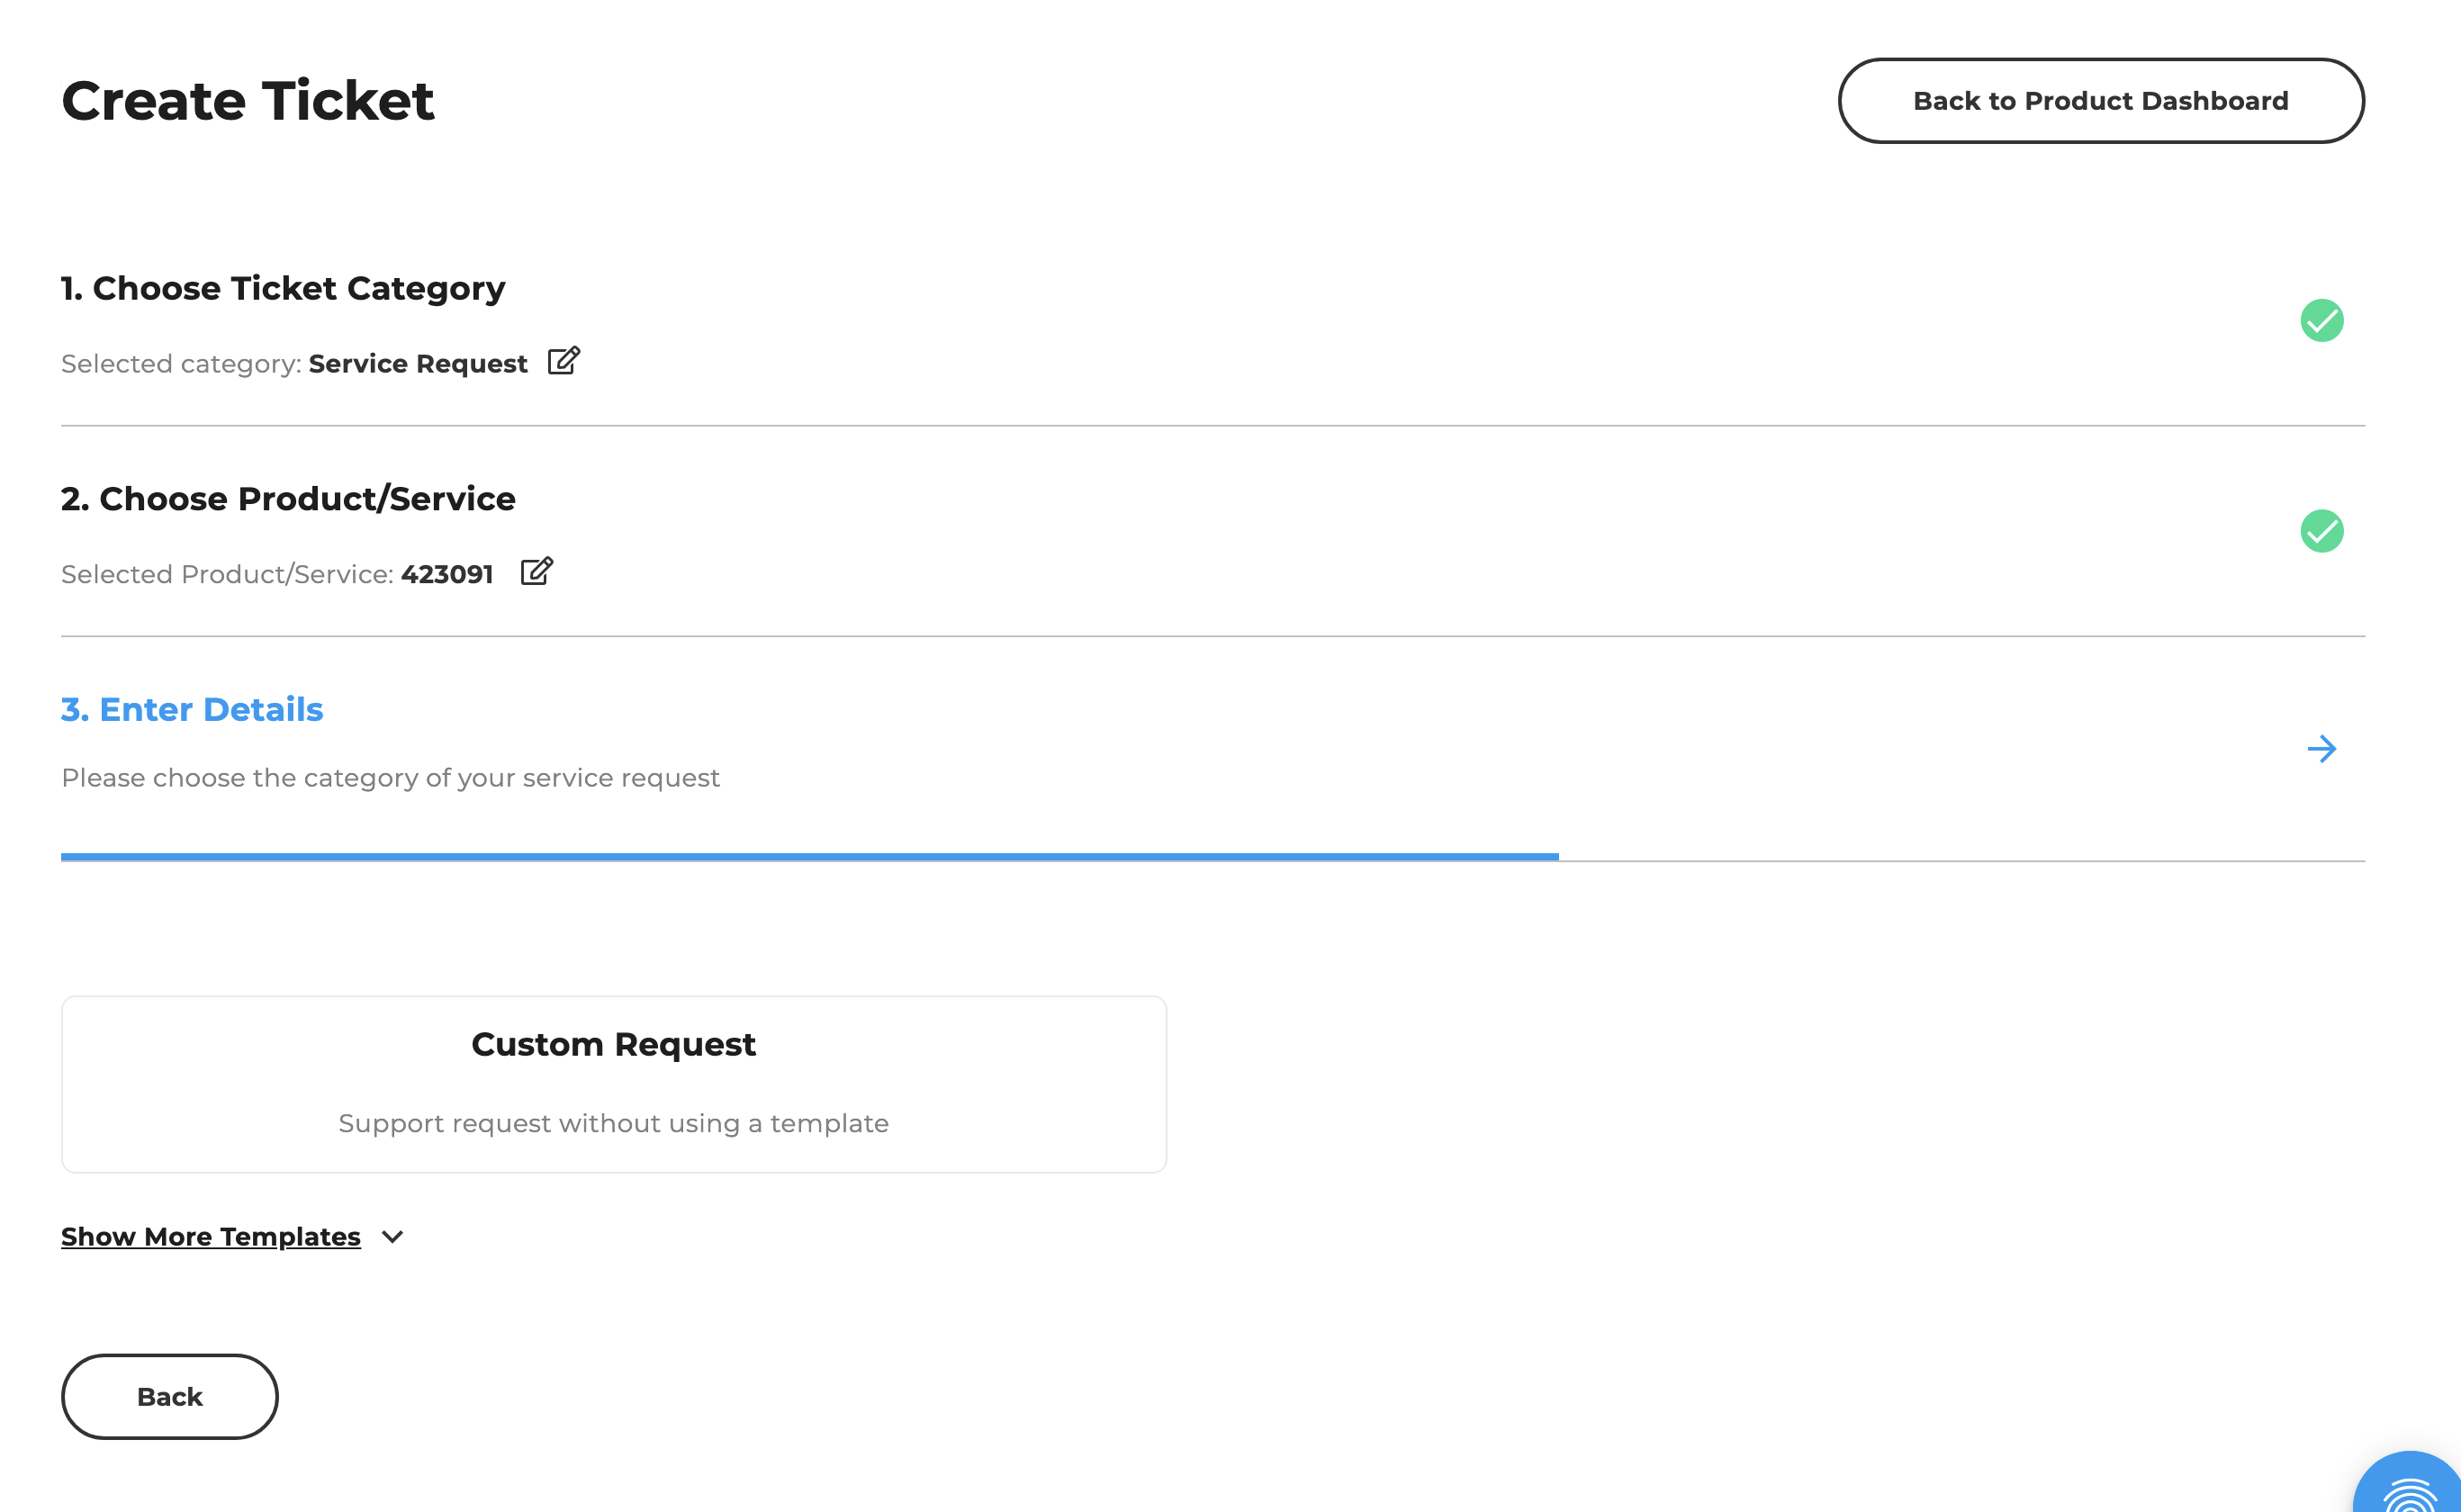 Create Ticket
Back to Product Dashboard
1. Choose Ticket Category
Selected category: Service Request
2. Choose Product/Service
Selected Product/Service: 423091
3. Enter Details
Please choose the category of your service request
Custom Request
Support request without using a template
Show More Templates
Back